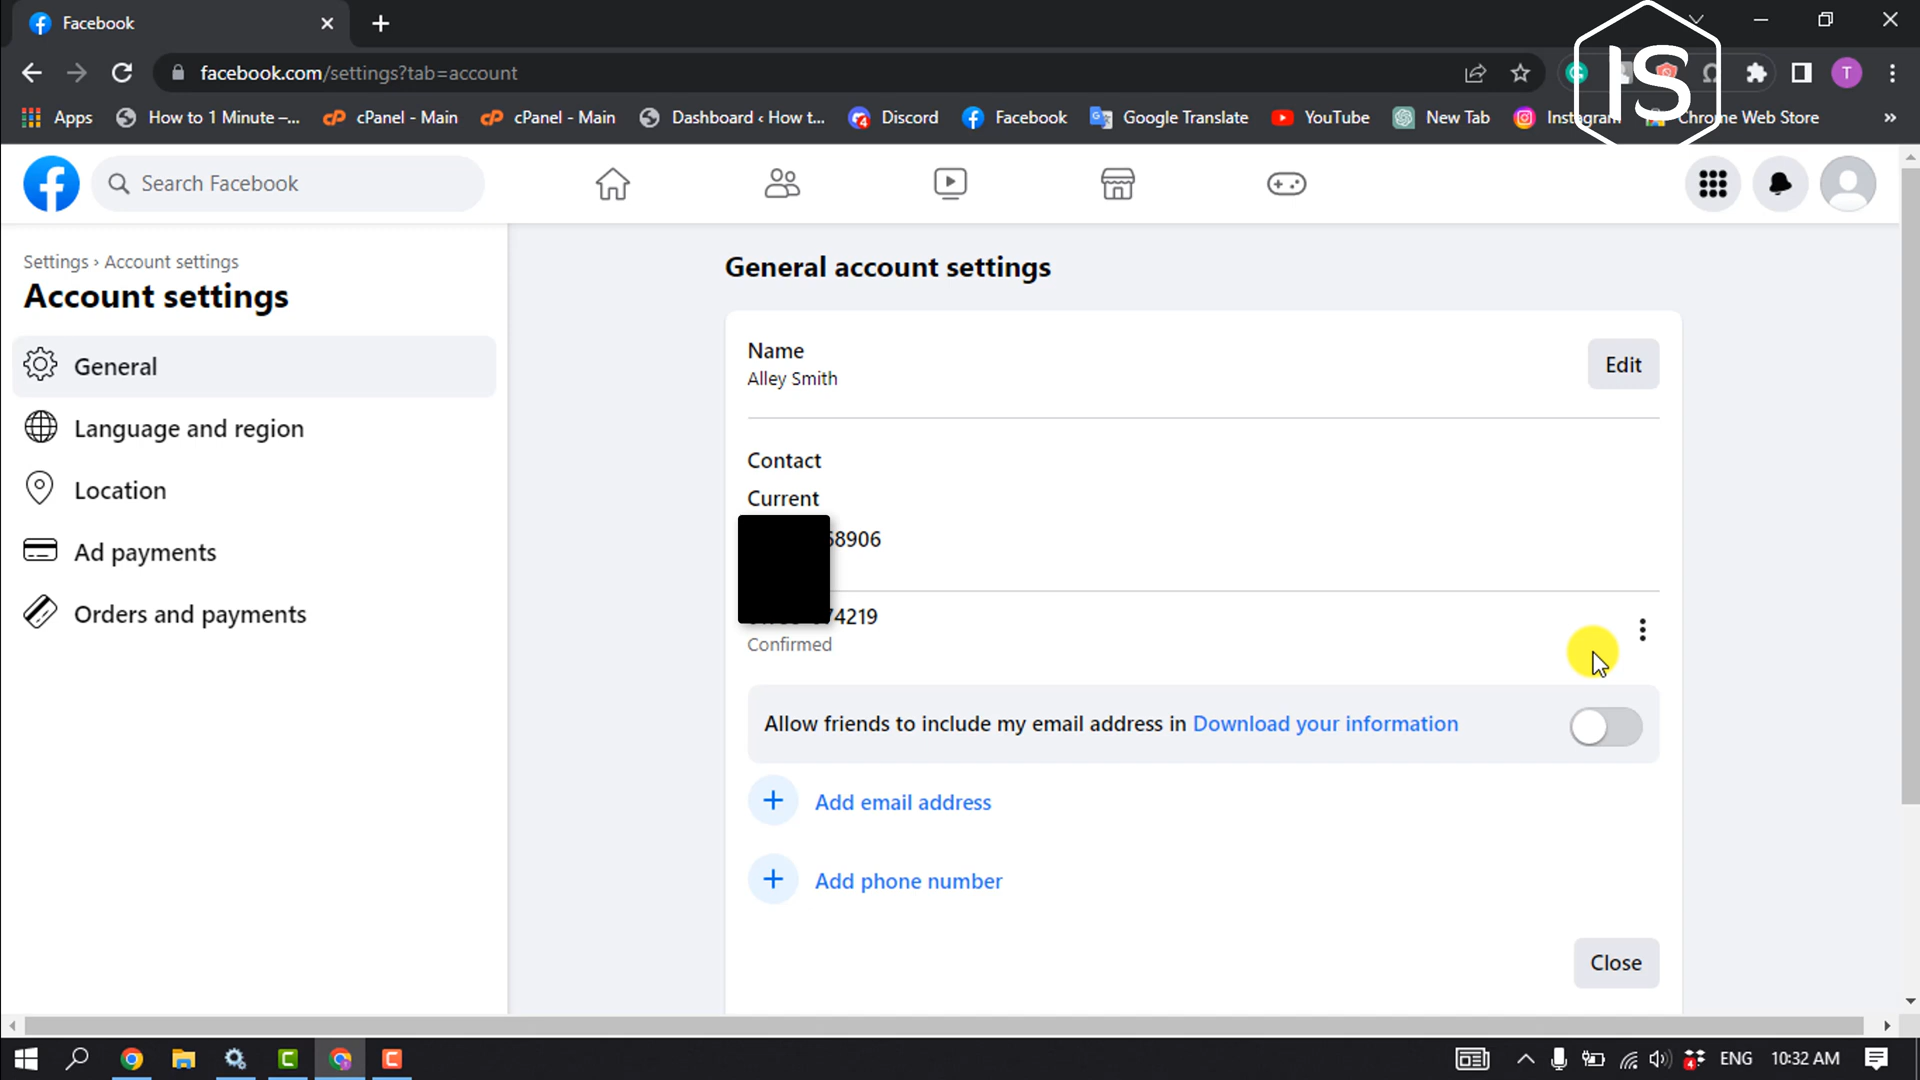 Facebook
IS
facebook.com/settings?tab=account
T
Apps
How to 1 Minute –...
cPanel - Main
cPanel - Main
Dashboard ‹ How t...
Discord
Facebook
Google Translate
YouTube
New Tab
Instagram
Chrome Web Store
»
Search Facebook
Settings › Account settings
Account settings
General
Language and region
Location
Ad payments
Orders and payments
General account settings
Name
Alley Smith
Edit
Contact
Current
68906
74219
Confirmed
Allow friends to include my email address in Download your information
Add email address
Add phone number
Close
4
ENG
10:32 AM